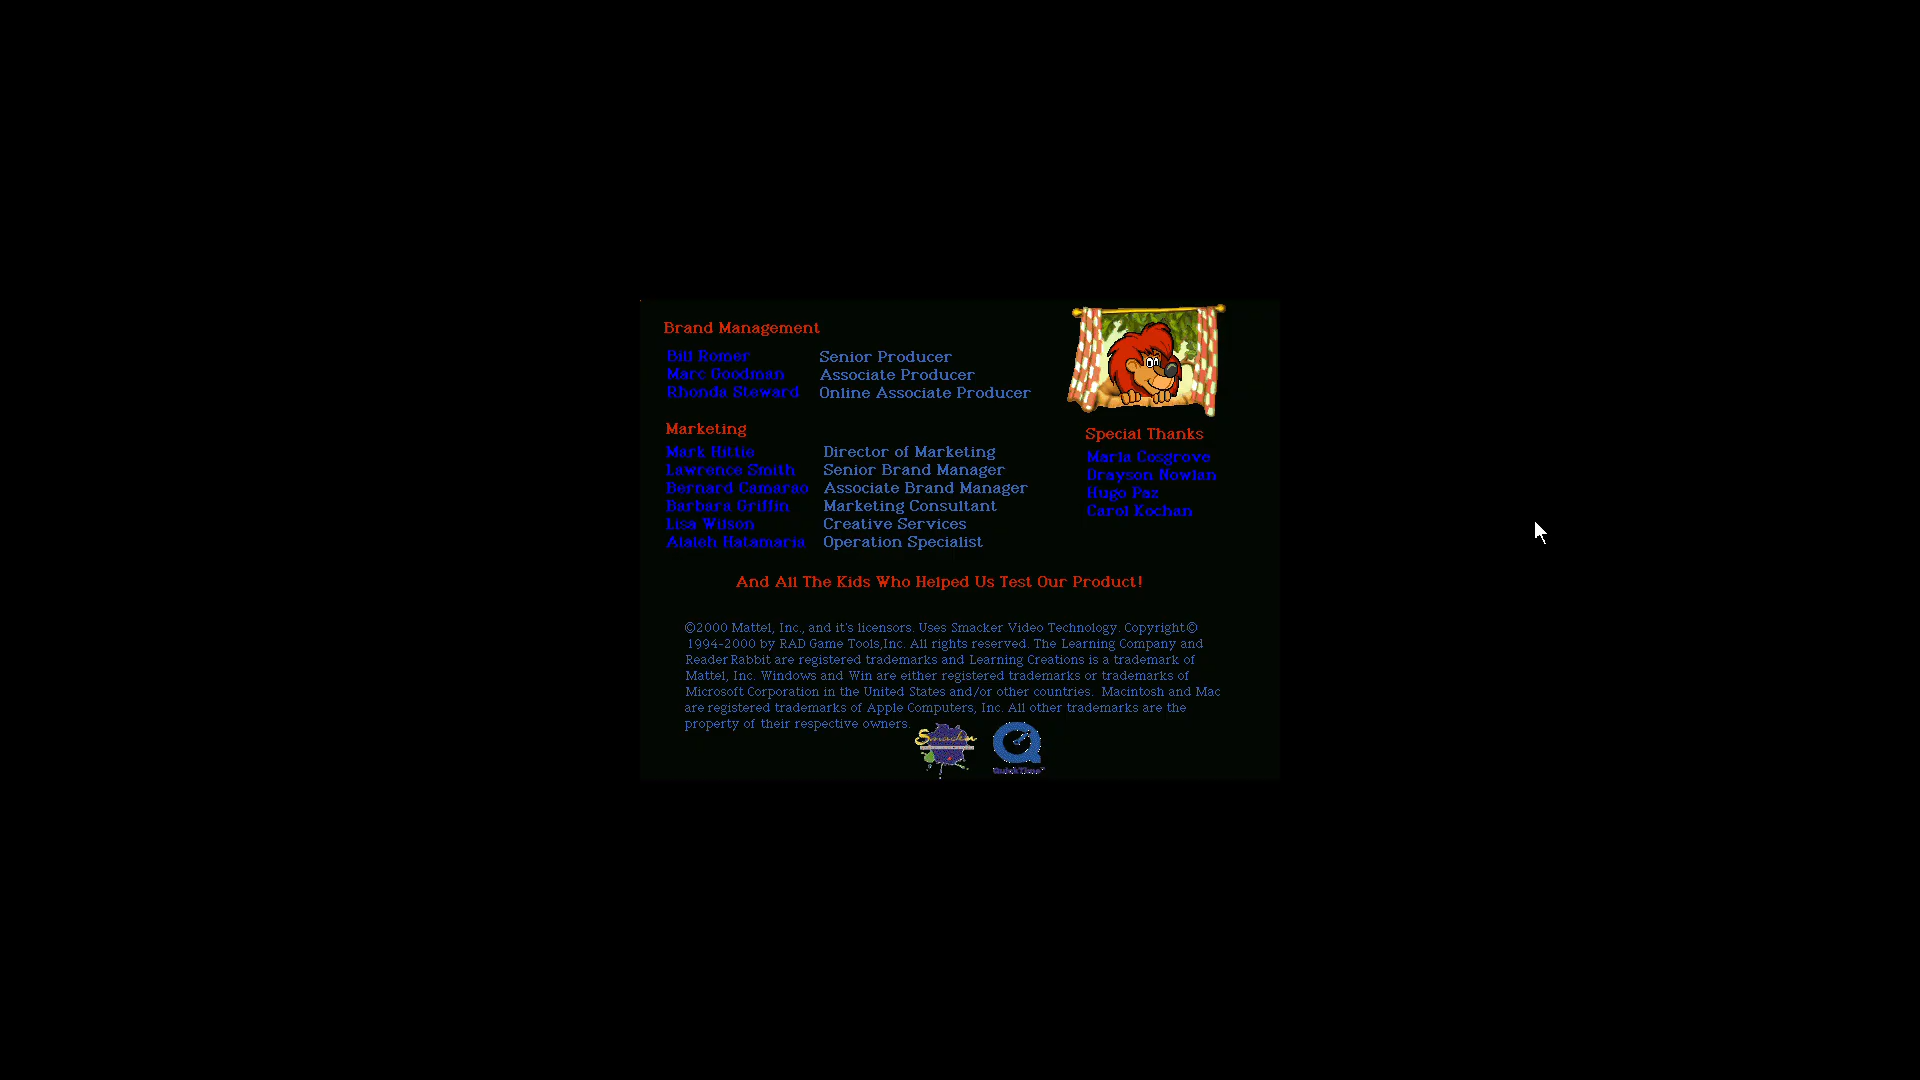 Brand Management
Bill Romer Senior Producer
Marc Goodman Associate Producer
Rhonda Steward Online Associate Producer
Marketing
Mark Hittie Director of Marketing
Lawrence Smith Senior Brand Manager
Bernard Camarao Associate Brand Manager
Barbara Griffin Marketing Consultant
Lisa Wilson Creative Services
Alaleh Hatamaria Operation Specialist
Special Thanks
Marla Cosgrove
Drayson Nowlan
Hugo Paz
Carol Kochan
And All The Kids Who Helped Us Test Our Product!
©2000 Mattel, Inc., and it's licensors. Uses Smacker Video Technology. Copyright©
1994-2000 by RAD Game Tools,Inc. All rights reserved. The Learning Company and
Reader Rabbit are registered trademarks and Learning Creations is a trademark of
Mattel, Inc. Windows and Win are either registered trademarks or trademarks of
Microsoft Corporation in the United States and/or other countries. Macintosh and Mac
are registered trademarks of Apple Computers, Inc. All other trademarks are the
property of their respective owners.
Smacker
QuickTime™